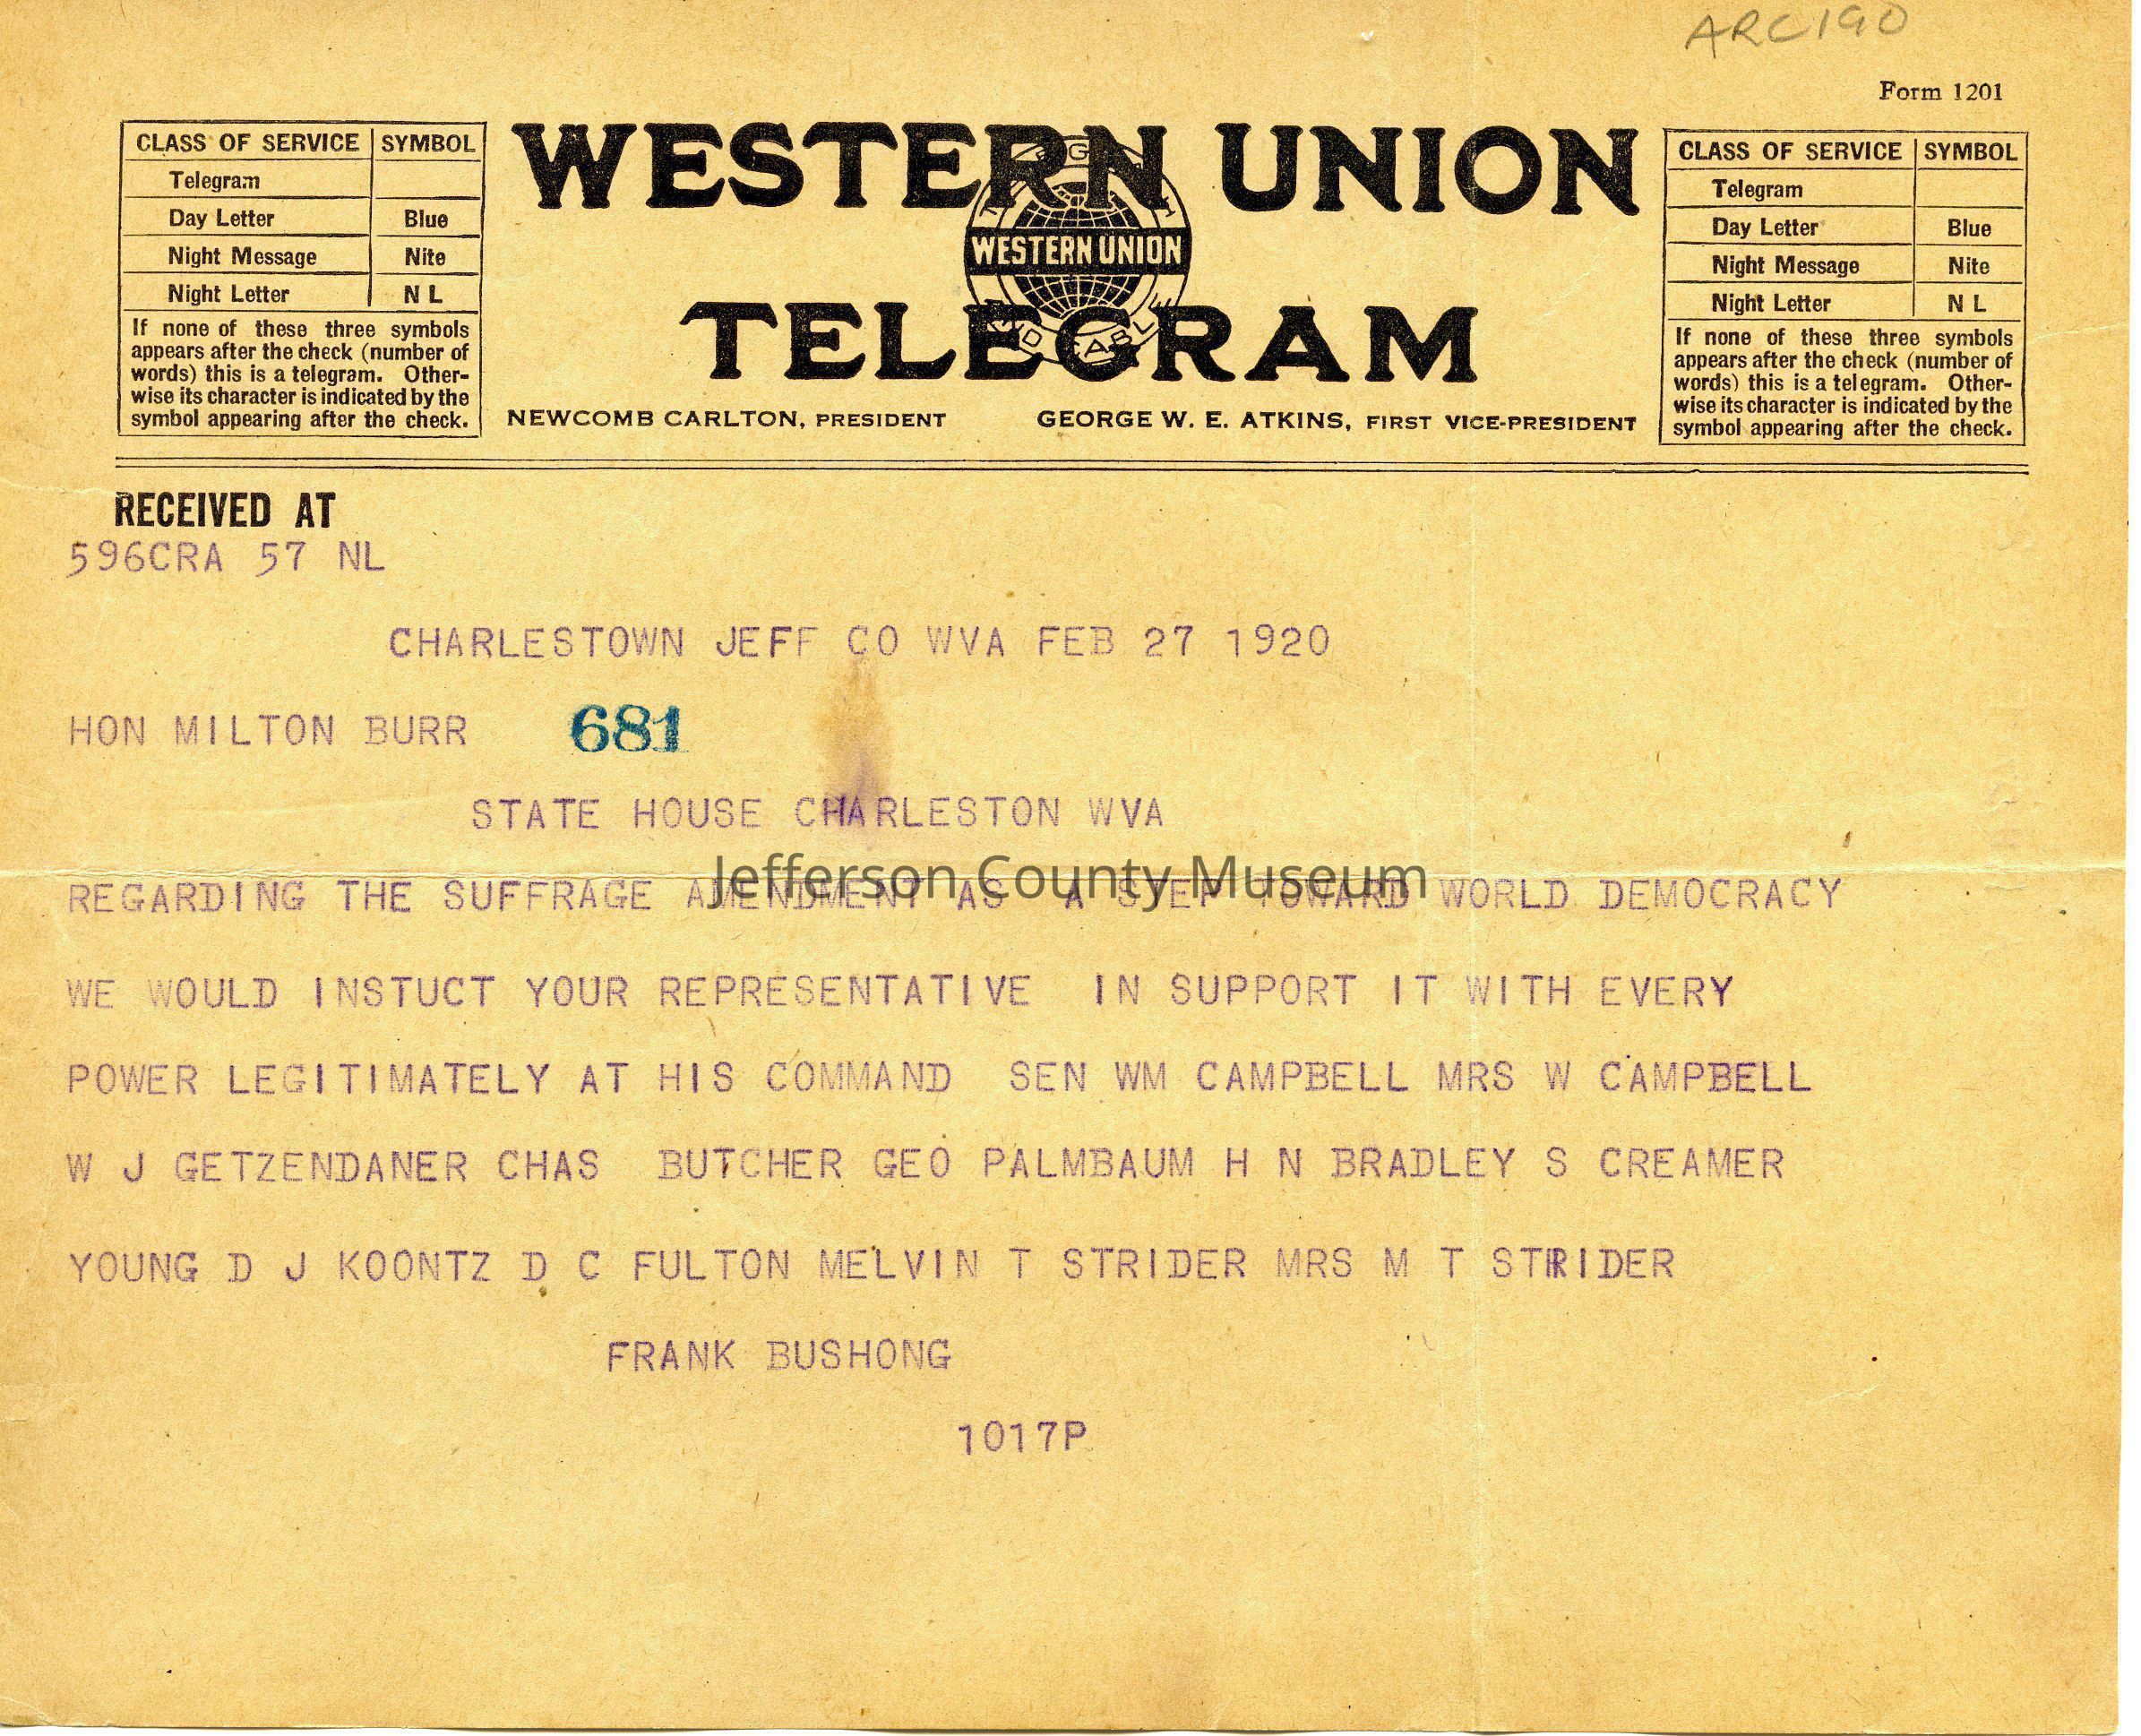 ARC190
Form 1201
CLASS OF SERVICE SYMBOL
Telegram
Day Letter Blue
Night Message Nite
Night Letter N L
If none of these three symbols
appears after the check (number of
words) this is a telegram. Other-
wise its character is indicated by the
symbol appearing after the check.
WESTERN UNION
WESTERN UNION
TELEGRAM
NEWCOMB CARLTON, PRESIDENT GEORGE W. E. ATKINS, FIRST VICE-PRESIDENT
CLASS OF SERVICE SYMBOL
Telegram
Day Letter Blue
Night Message Nite
Night Letter N L
If none of these three symbols
appears after the check (number of
words) this is a telegram. Other-
wise its character is indicated by the
symbol appearing after the check.
RECEIVED AT
596CRA 57 NL
CHARLESTOWN JEFF CO WVA FEB 27 1920
HON MILTON BURR 681
STATE HOUSE CHARLESTON WVA
Jefferson County Museum
REGARDING THE SUFFRAGE AMENDMENT AS A STEP TOWARD WORLD DEMOCRACY
WE WOULD INSTUCT YOUR REPRESENTATIVE IN SUPPORT IT WITH EVERY
POWER LEGITIMATELY AT HIS COMMAND SEN WM CAMPBELL MRS W CAMPBELL
W J GETZENDANER CHAS BUTCHER GEO PALMBAUM H N BRADLEY S CREAMER
YOUNG D J KOONTZ D C FULTON MELVIN T STRIDER MRS M T STRIDER
FRANK BUSHONG
1017P